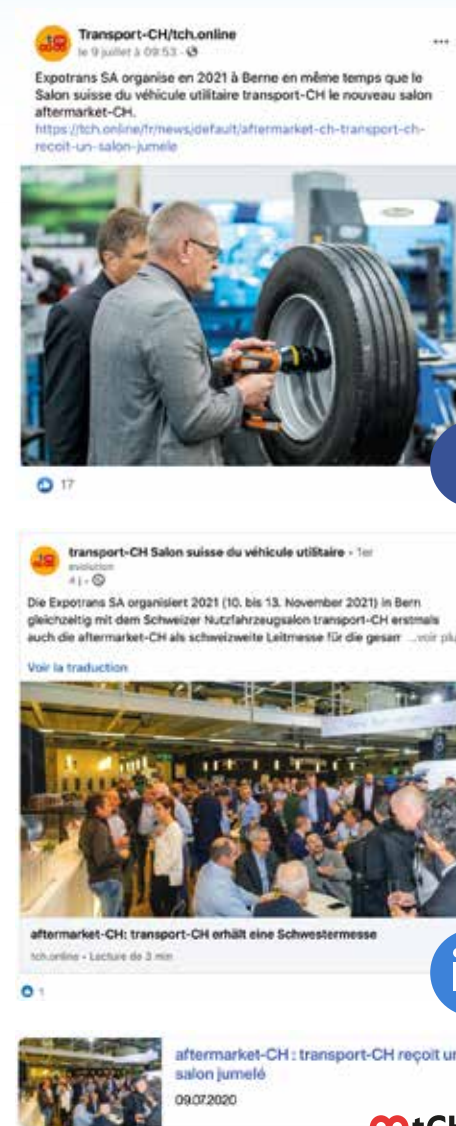 Transport-CH/tch.online
le 9 juillet à 09:53 ·
Expotrans SA organise en 2021 à Berne en même temps que le
Salon suisse du véhicule utilitaire transport-CH le nouveau salon
aftermarket-CH.
https://tch.online/fr/news/default/aftermarket-ch-transport-ch-
recoit-un-salon-jumele
17
transport-CH Salon suisse du véhicule utilitaire • 1er
evolution
4 j •
Die Expotrans SA organisiert 2021 (10. bis 13. November 2021) in Bern
gleichzeitig mit dem Schweizer Nutzfahrzeugsalon transport-CH erstmals
auch die aftermarket-CH als schweizweite Leitmesse für die gesam ...voir plu
Voir la traduction
aftermarket-CH: transport-CH erhält eine Schwestermesse
tch.online • Lecture de 3 min
1
aftermarket-CH : transport-CH reçoit un
salon jumelé
09.07.2020